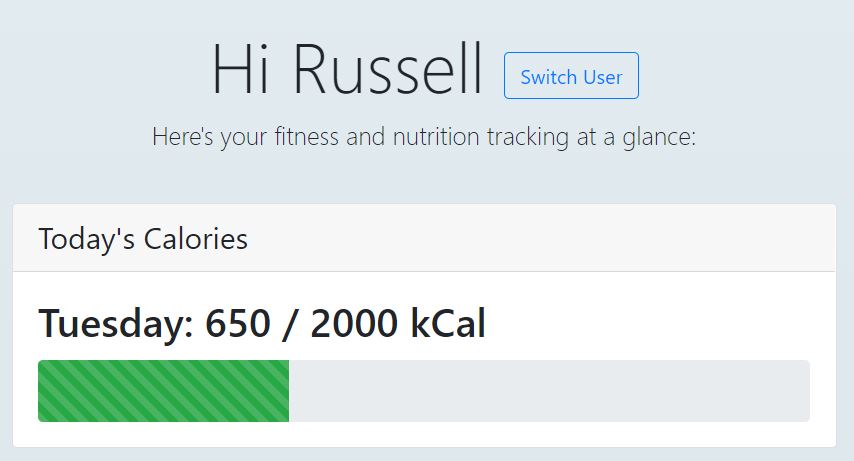 Hi Russell Switch User
Here's your fitness and nutrition tracking at a glance:
Today's Calories
Tuesday: 650 / 2000 kCal